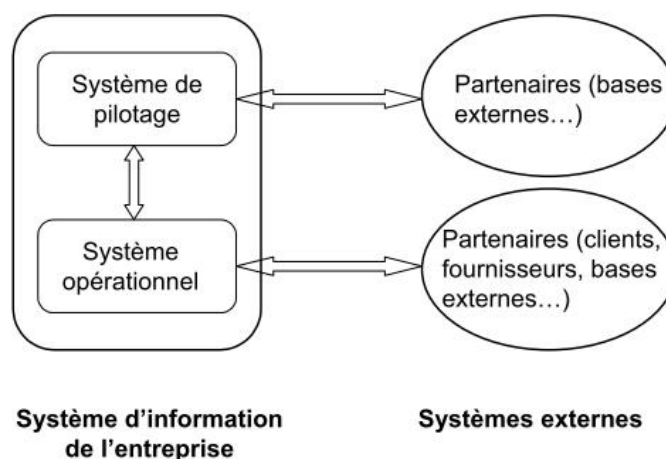 Système de
pilotage
Partenaires (bases
externes…)
Système
opérationnel
Partenaires (clients,
fournisseurs, bases
externes…)
Système d’information
de l’entreprise
Systèmes externes